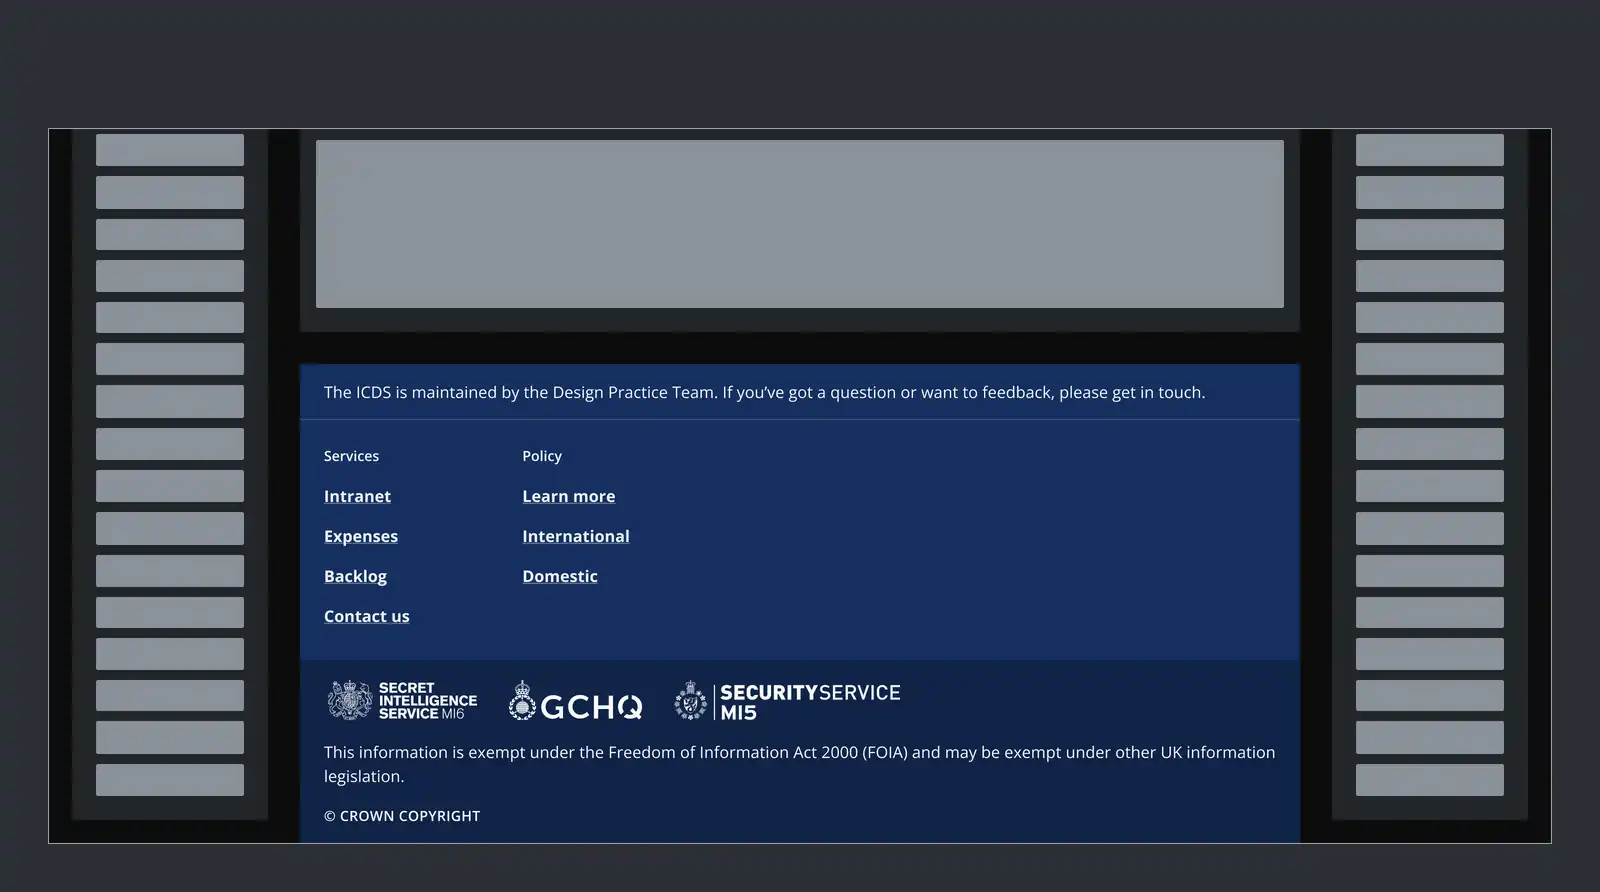 The ICDS is maintained by the Design Practice Team. If you’ve got a question or want to feedback, please get in touch.
Services
Intranet
Expenses
Backlog
Contact us
Policy
Learn more
International
Domestic
SECRET
INTELLIGENCE
SERVICE MI6
GCHQ
SECURITYSERVICE
MI5
This information is exempt under the Freedom of Information Act 2000 (FOIA) and may be exempt under other UK information
legislation.
© CROWN COPYRIGHT